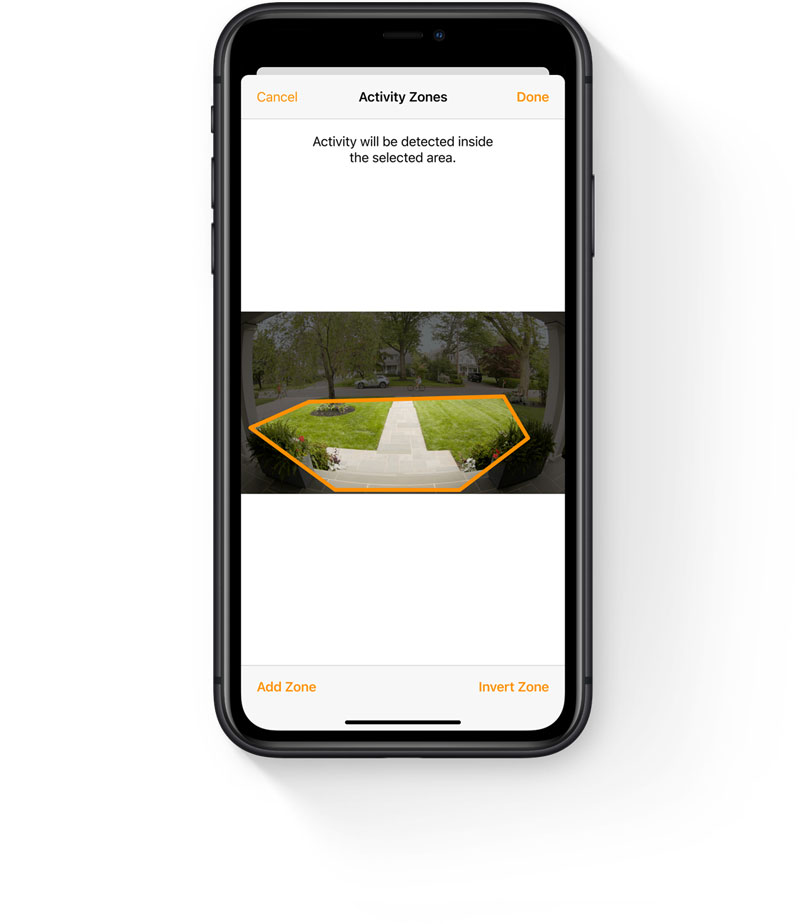 Cancel Activity Zones Done
Activity will be detected inside
the selected area.
Add Zone Invert Zone